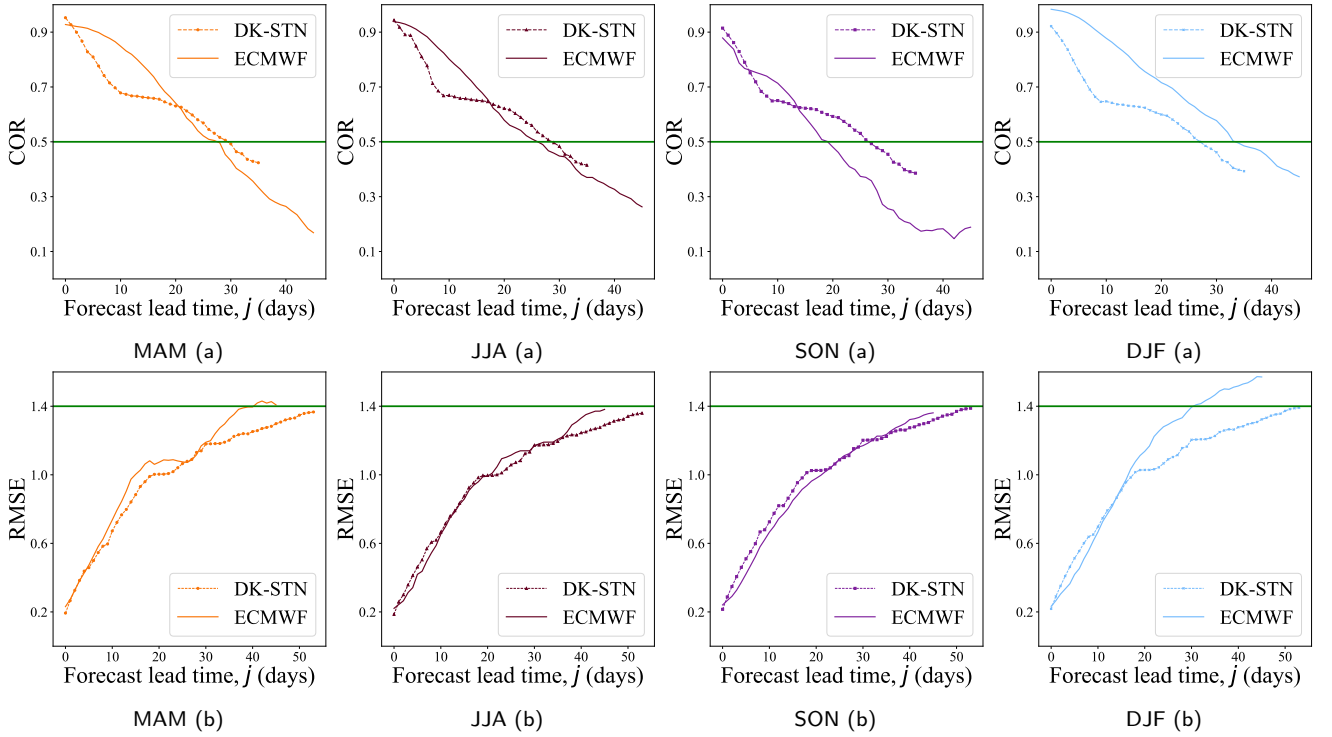 COR
0.9
0.7
0.5
0.3
0.1
DK-STN
ECMWF
0 10 20 30 40
Forecast lead time, j (days)
MAM (a)
COR
0.9
0.7
0.5
0.3
0.1
DK-STN
ECMWF
0 10 20 30 40
Forecast lead time, j (days)
JJA (a)
COR
0.9
0.7
0.5
0.3
0.1
DK-STN
ECMWF
0 10 20 30 40
Forecast lead time, j (days)
SON (a)
COR
0.9
0.7
0.5
0.3
0.1
DK-STN
ECMWF
0 10 20 30 40
Forecast lead time, j (days)
DJF (a)
RMSE
1.4
1.0
0.6
0.2
DK-STN
ECMWF
0 10 20 30 40 50
Forecast lead time, j (days)
MAM (b)
RMSE
1.4
1.0
0.6
0.2
DK-STN
ECMWF
0 10 20 30 40 50
Forecast lead time, j (days)
JJA (b)
RMSE
1.4
1.0
0.6
0.2
DK-STN
ECMWF
0 10 20 30 40 50
Forecast lead time, j (days)
SON (b)
RMSE
1.4
1.0
0.6
0.2
DK-STN
ECMWF
0 10 20 30 40 50
Forecast lead time, j (days)
DJF (b)